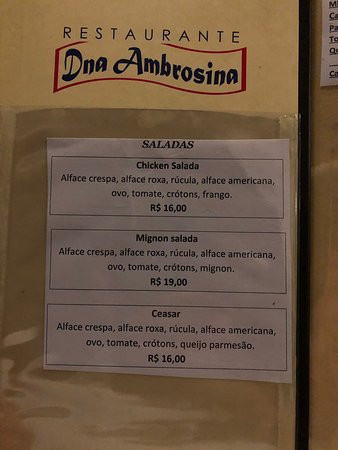 RESTAURANTE
Dna Ambrosina
SALADAS
Chicken Salada
Alface crespa, alface roxa, rúcula, alface americana,
ovo, tomate, crótons, frango.
R$ 16,00
Mignon salada
Alface crespa, alface roxa, rúcula, alface americana,
ovo, tomate, crótons, mignon.
R$ 19,00
Ceasar
Alface crespa, alface roxa, rúcula, alface americana,
ovo, tomate, crótons, queijo parmesão.
R$ 16,00